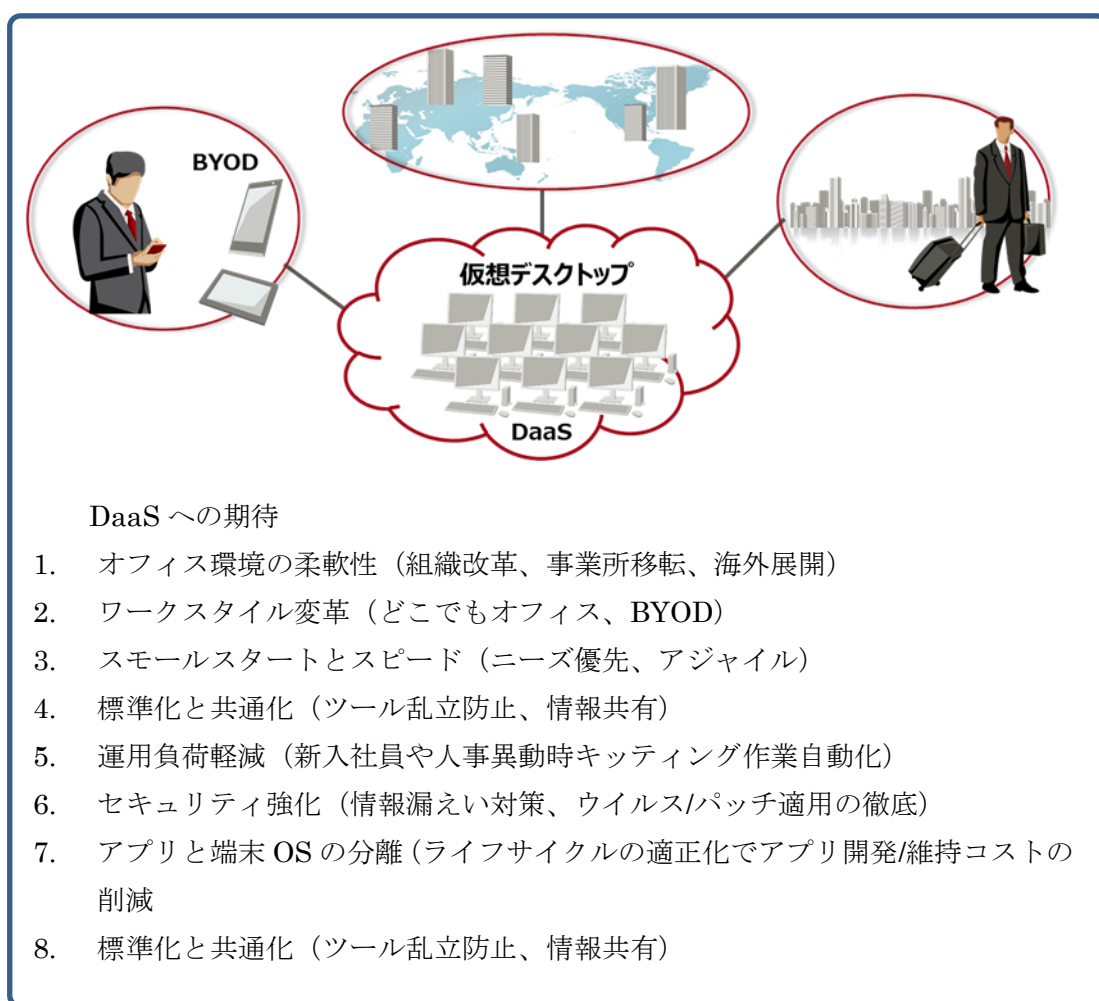 BYOD
仮想デスクトップ
DaaS
DaaS への期待
1. オフィス環境の柔軟性（組織改革、事業所移転、海外展開）
2. ワークスタイル変革（どこでもオフィス、BYOD）
3. スモールスタートとスピード（ニーズ優先、アジャイル）
4. 標準化と共通化（ツール乱立防止、情報共有）
5. 運用負荷軽減（新入社員や人事異動時キッティング作業自動化）
6. セキュリティ強化（情報漏えい対策、ウイルス/パッチ適用の徹底）
7. アプリと端末 OS の分離（ライフサイクルの適正化でアプリ開発/維持コストの
削減
8. 標準化と共通化（ツール乱立防止、情報共有）